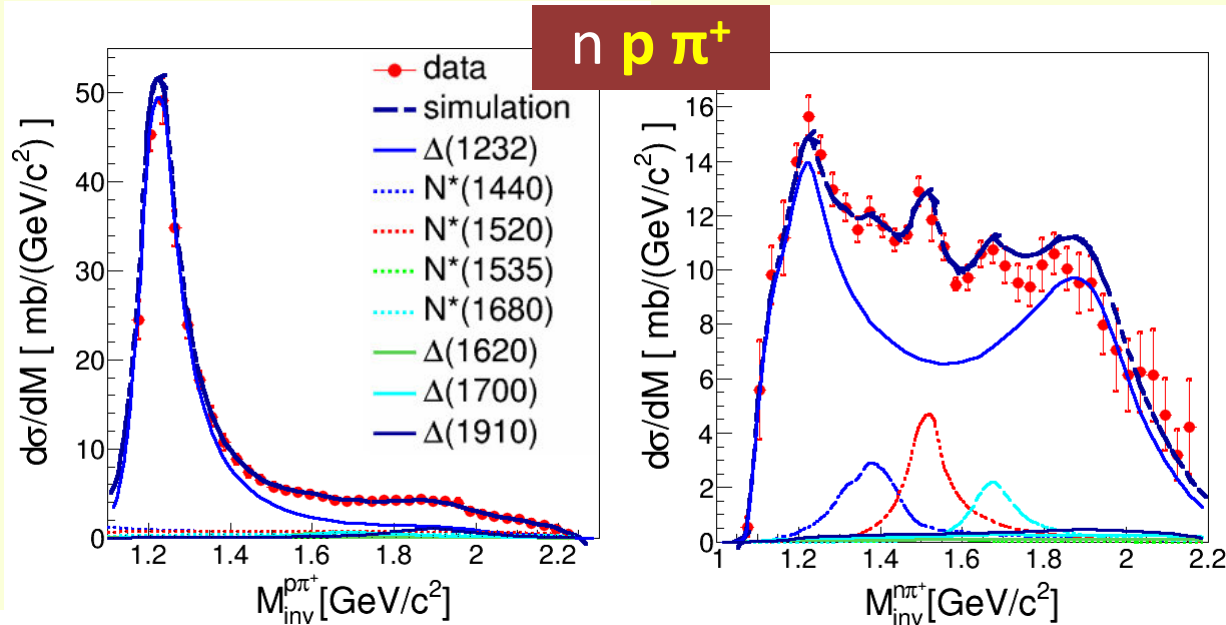 n p π⁺
dσ/dM [ mb/(GeV/c²) ]
50
40
30
20
10
0
data
simulation
Δ(1232)
N*(1440)
N*(1520)
N*(1535)
N*(1680)
Δ(1620)
Δ(1700)
Δ(1910)
1.2 1.4 1.6 1.8 2 2.2
M_inv^pπ⁺ [GeV/c²]
dσ/dM [ mb/(GeV/c²) ]
16
14
12
10
8
6
4
2
0
1 1.2 1.4 1.6 1.8 2 2.2
M_inv^nπ⁺ [GeV/c²]